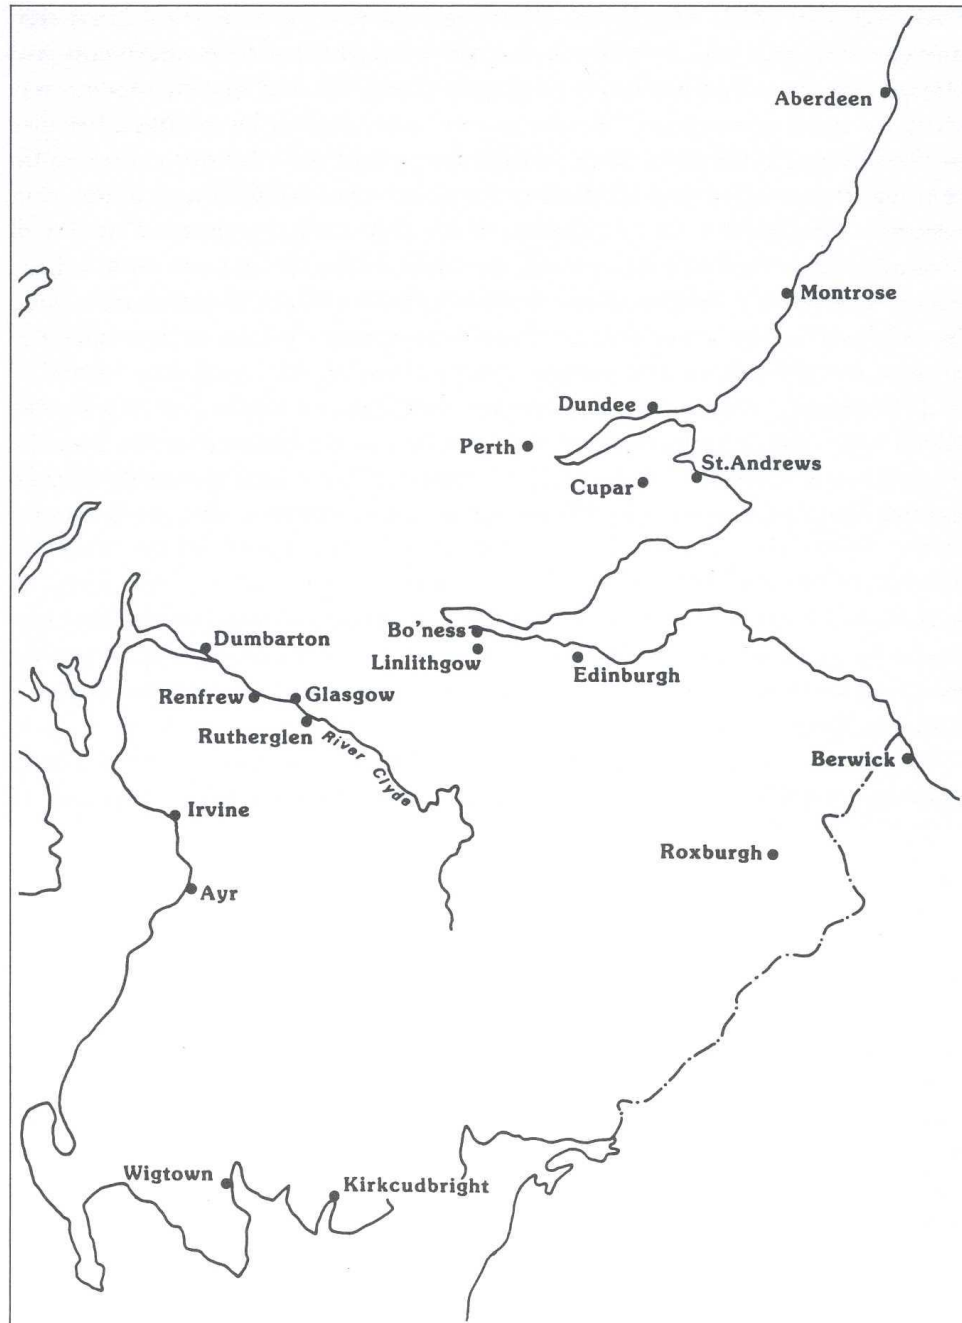 Aberdeen
Montrose
Dundee
Perth
St.Andrews
Cupar
Bo'ness
Dumbarton
Linlithgow
Edinburgh
Renfrew
Glasgow
Rutherglen
River Clyde
Berwick
Irvine
Roxburgh
Ayr
Wigtown
Kirkcudbright